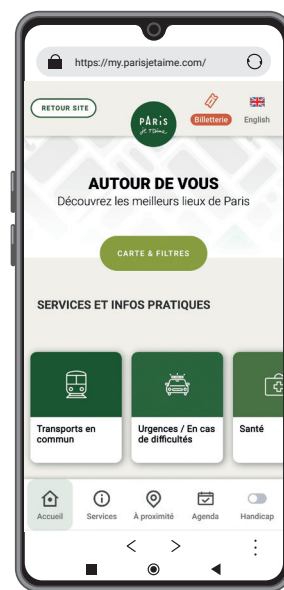 https://my.parisjetaime.com/
RETOUR SITE
PARis
je t'aime
Billetterie
English
AUTOUR DE VOUS
Découvrez les meilleurs lieux de Paris
CARTE & FILTRES
SERVICES ET INFOS PRATIQUES
Transports en
commun
Urgences / En cas
de difficultés
Santé
Accueil
Services
À proximité
Agenda
Handicap